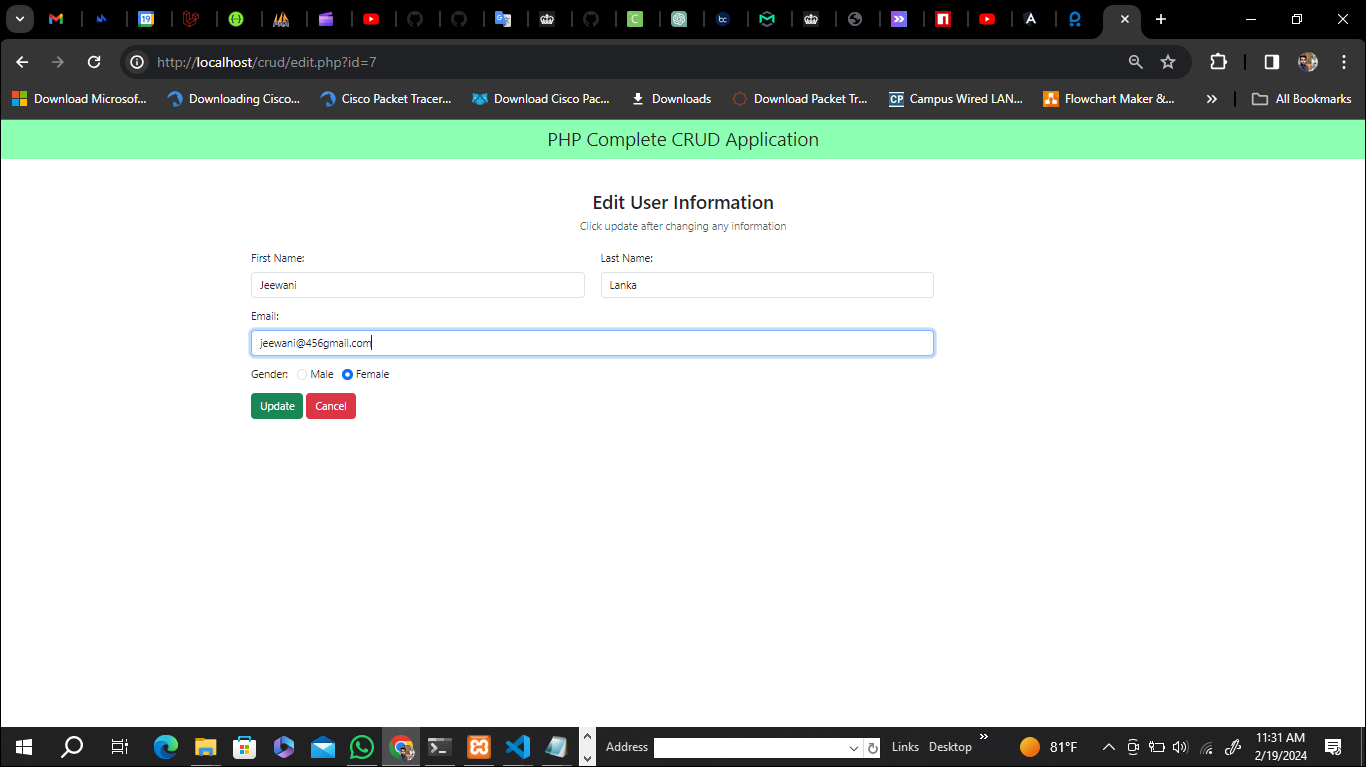 19
bc
A
http://localhost/crud/edit.php?id=7
Download Microsof... Downloading Cisco... Cisco Packet Tracer... Download Cisco Pac... Downloads Download Packet Tr... CP Campus Wired LAN... Flowchart Maker &... » All Bookmarks
PHP Complete CRUD Application
Edit User Information
Click update after changing any information
First Name: Last Name:
Jeewani Lanka
Email:
jeewani@456gmail.com
Gender: Male Female
Update Cancel
Address Links Desktop » 81°F 11:31 AM
2/19/2024